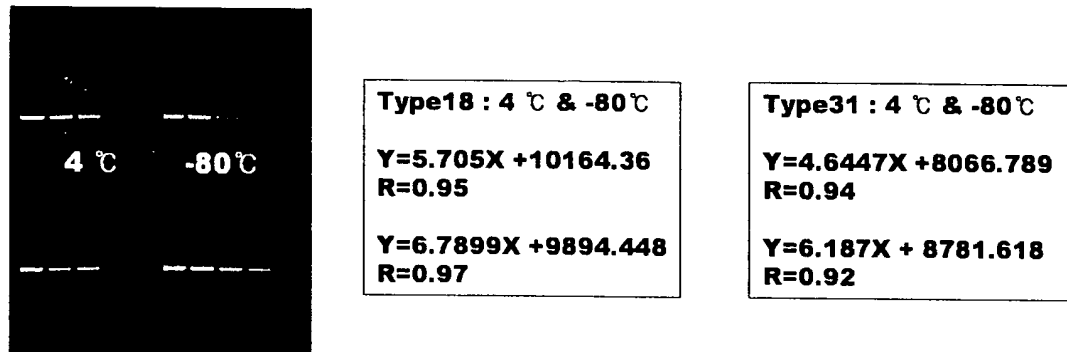 4 ℃
-80℃
Type18 : 4 ℃ & -80℃
Y=5.705X +10164.36
R=0.95
Y=6.7899X +9894.448
R=0.97
Type31 : 4 ℃ & -80℃
Y=4.6447X +8066.789
R=0.94
Y=6.187X + 8781.618
R=0.92